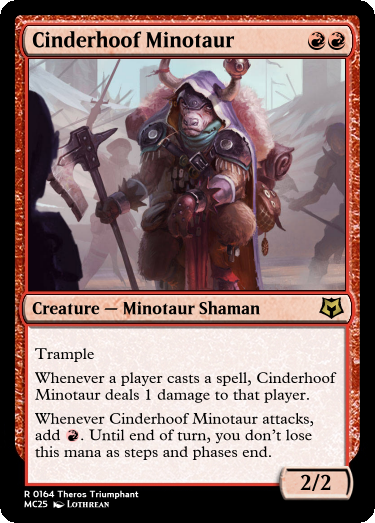 Cinderhoof Minotaur
Creature — Minotaur Shaman
Trample
Whenever a player casts a spell, Cinderhoof
Minotaur deals 1 damage to that player.
Whenever Cinderhoof Minotaur attacks,
add . Until end of turn, you don't lose
this mana as steps and phases end.
2/2
R 0164 Theros Triumphant
MC25 Lothrean